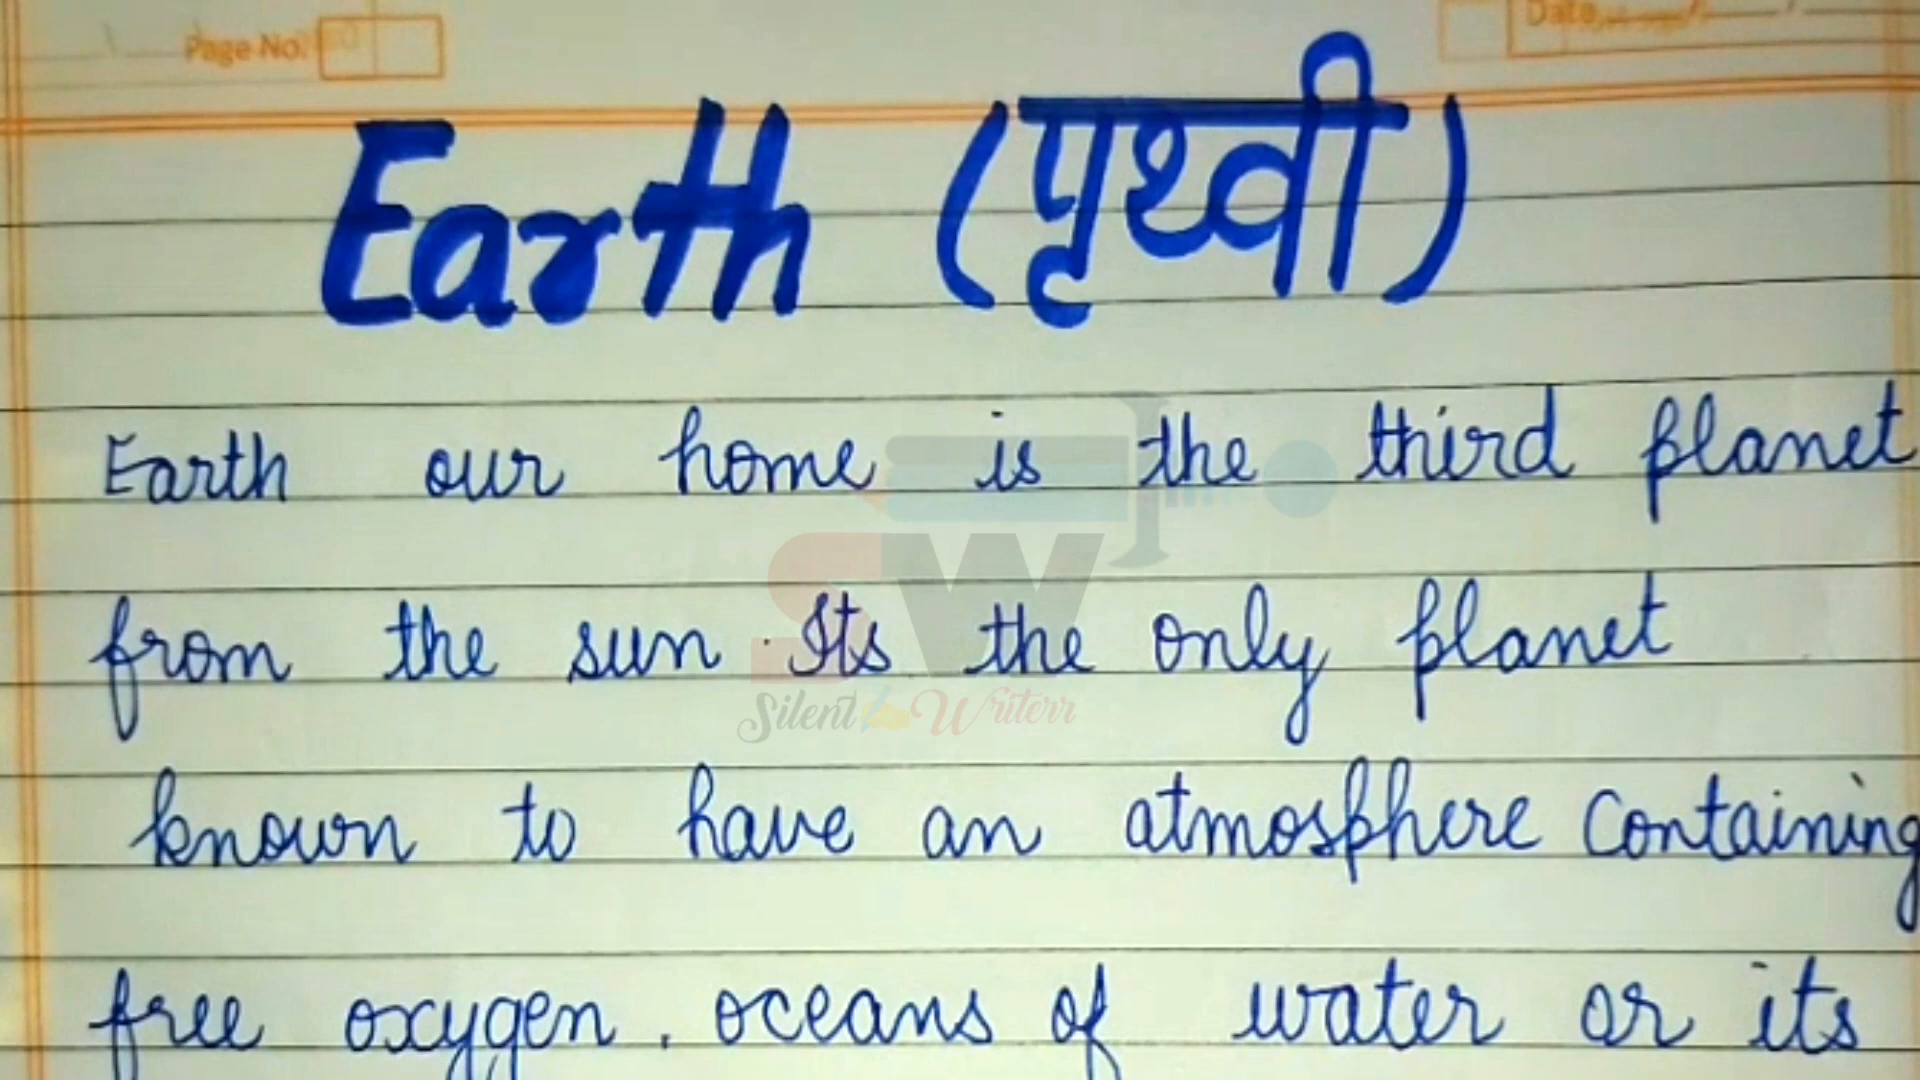 Page No.
Date
Earth (पृथ्वी)
Earth our home is the third planet
from the sun . Its the only planet
SW
Silent Writerr
known to have an atmosphere containing
free oxygen, oceans of water or its